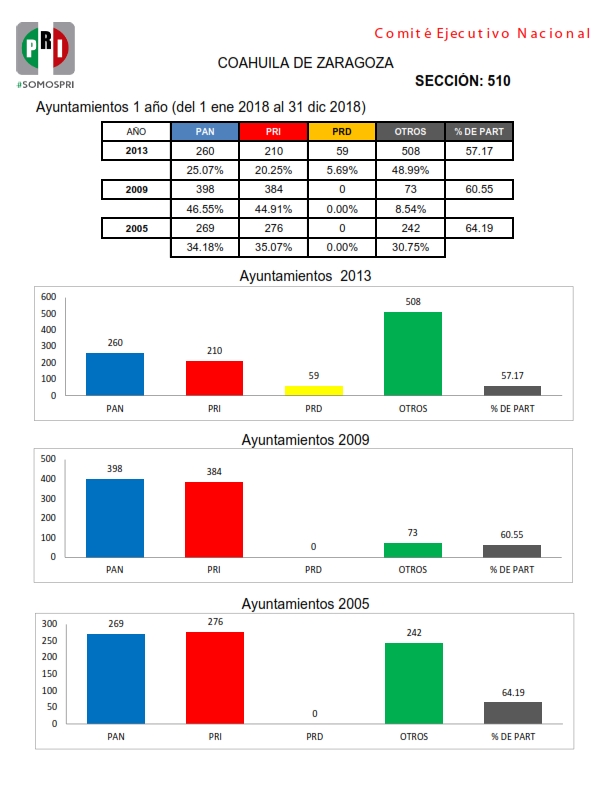 Comité Ejecutivo Nacional
PRI
#SOMOSPRI
COAHUILA DE ZARAGOZA
SECCIÓN: 510
Ayuntamientos 1 año (del 1 ene 2018 al 31 dic 2018)
AÑO PAN PRI PRD OTROS % DE PART
2013 260 210 59 508 57.17
25.07% 20.25% 5.69% 48.99%
2009 398 384 0 73 60.55
46.55% 44.91% 0.00% 8.54%
2005 269 276 0 242 64.19
34.18% 35.07% 0.00% 30.75%
Ayuntamientos 2013
600
500
400
300
200
100
0
260 210 59 508 57.17
PAN PRI PRD OTROS % DE PART
Ayuntamientos 2009
500
400
300
200
100
0
398 384 0 73 60.55
PAN PRI PRD OTROS % DE PART
Ayuntamientos 2005
300
250
200
150
100
50
0
269 276 0 242 64.19
PAN PRI PRD OTROS % DE PART